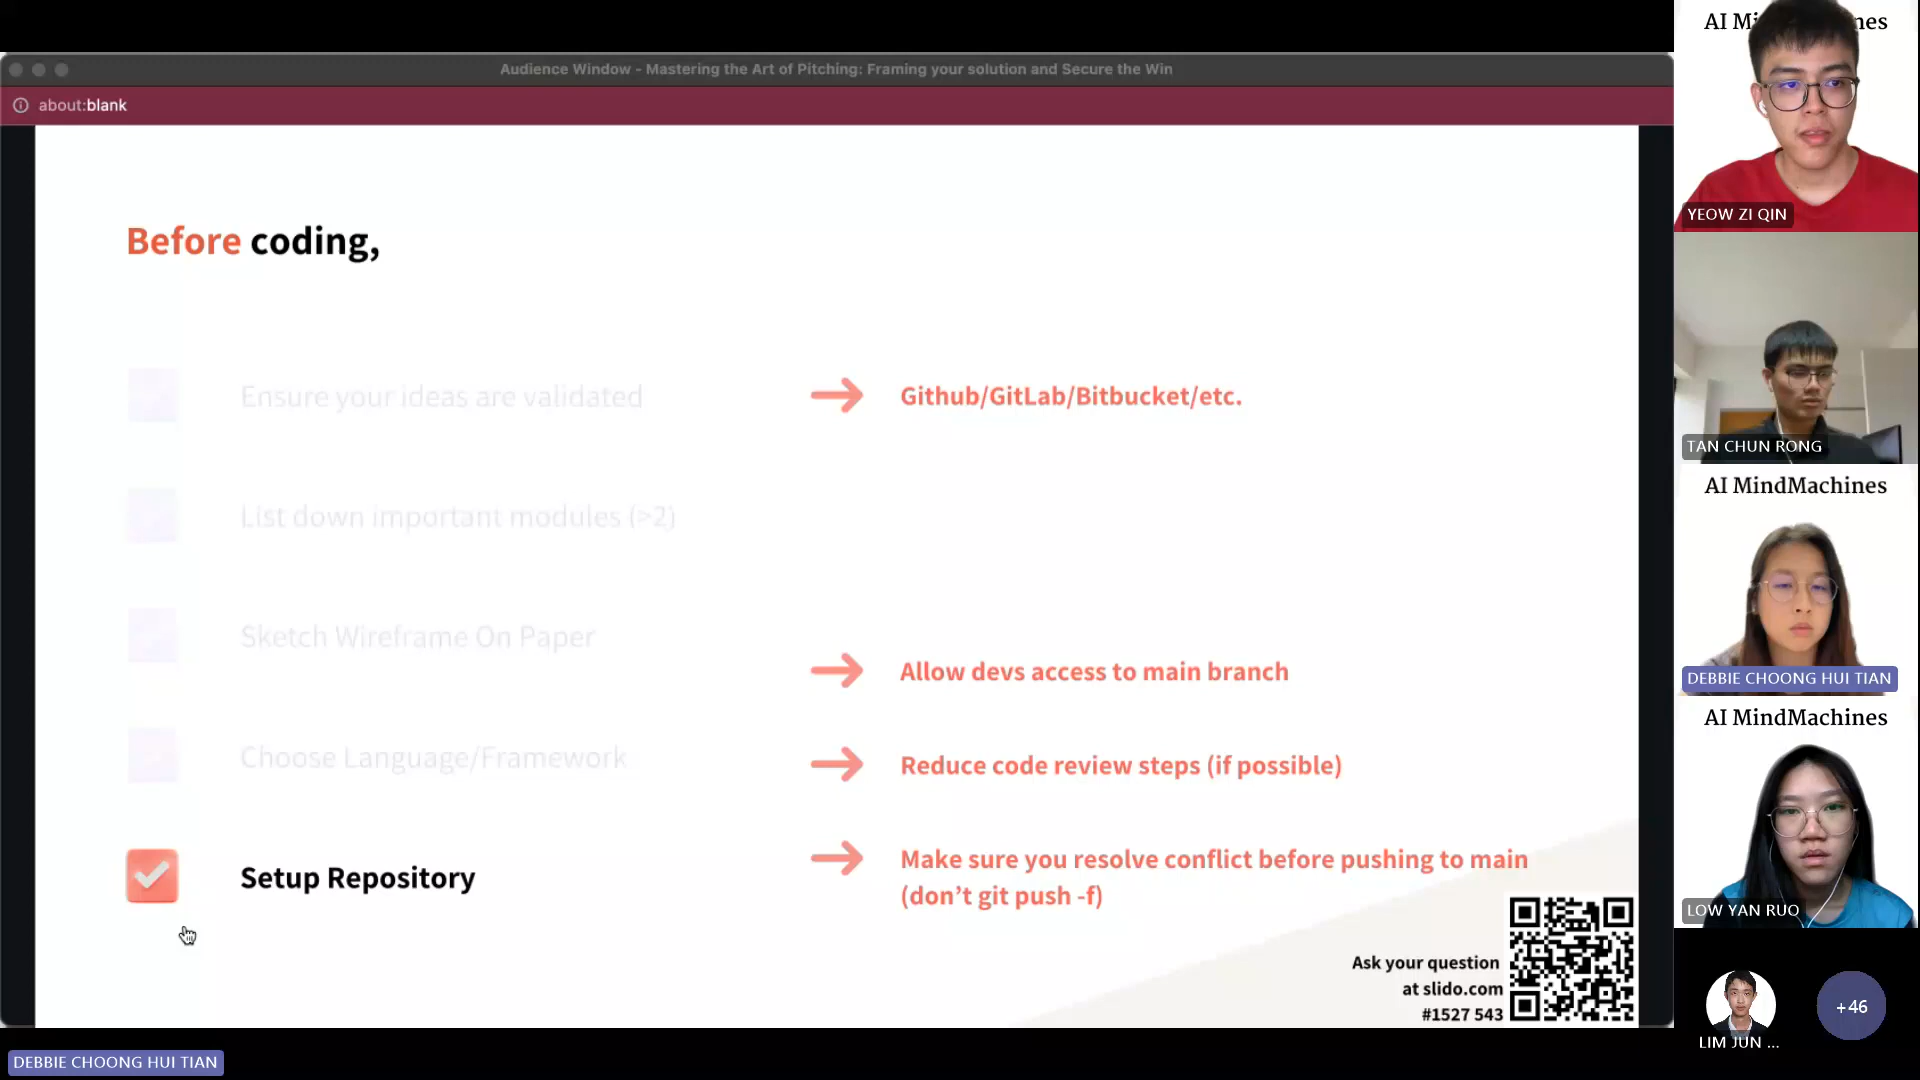 Audience Window - Mastering the Art of Pitching: Framing your solution and Secure the Win
about:blank
Before coding,
Ensure your ideas are validated
Github/GitLab/Bitbucket/etc.
List down important modules (>2)
Sketch Wireframe On Paper
Allow devs access to main branch
Choose Language/Framework
Reduce code review steps (if possible)
Setup Repository
Make sure you resolve conflict before pushing to main
(don't git push -f)
Ask your question
at slido.com
#1527 543
YEOW ZI QIN
TAN CHUN RONG
AI MindMachines
DEBBIE CHOONG HUI TIAN
AI MindMachines
LOW YAN RUO
LIM JUN ...
+46
DEBBIE CHOONG HUI TIAN